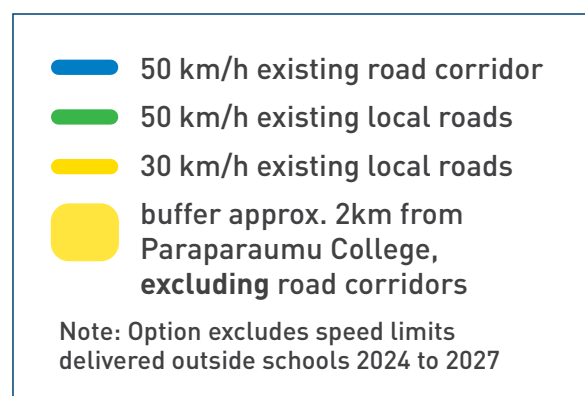 50 km/h existing road corridor
50 km/h existing local roads
30 km/h existing local roads
buffer approx. 2km from
Paraparaumu College,
excluding road corridors
Note: Option excludes speed limits
delivered outside schools 2024 to 2027